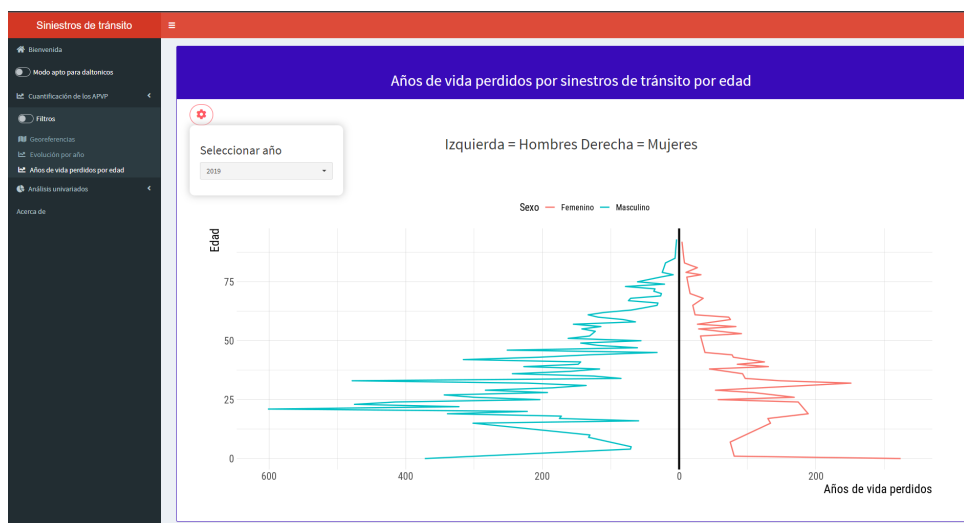 Siniestros de tránsito
Bienvenida
Modo apto para daltonicos
Cuantificación de los APVP
Filtros
Georeferencias
Evolución por año
Años de vida perdidos por edad
Análisis univariados
Acerca de
Años de vida perdidos por sinestros de tránsito por edad
Seleccionar año
2019
Izquierda = Hombres Derecha = Mujeres
Sexo Femenino Masculino
Edad
75
50
25
0
600 400 200 0 200
Años de vida perdidos